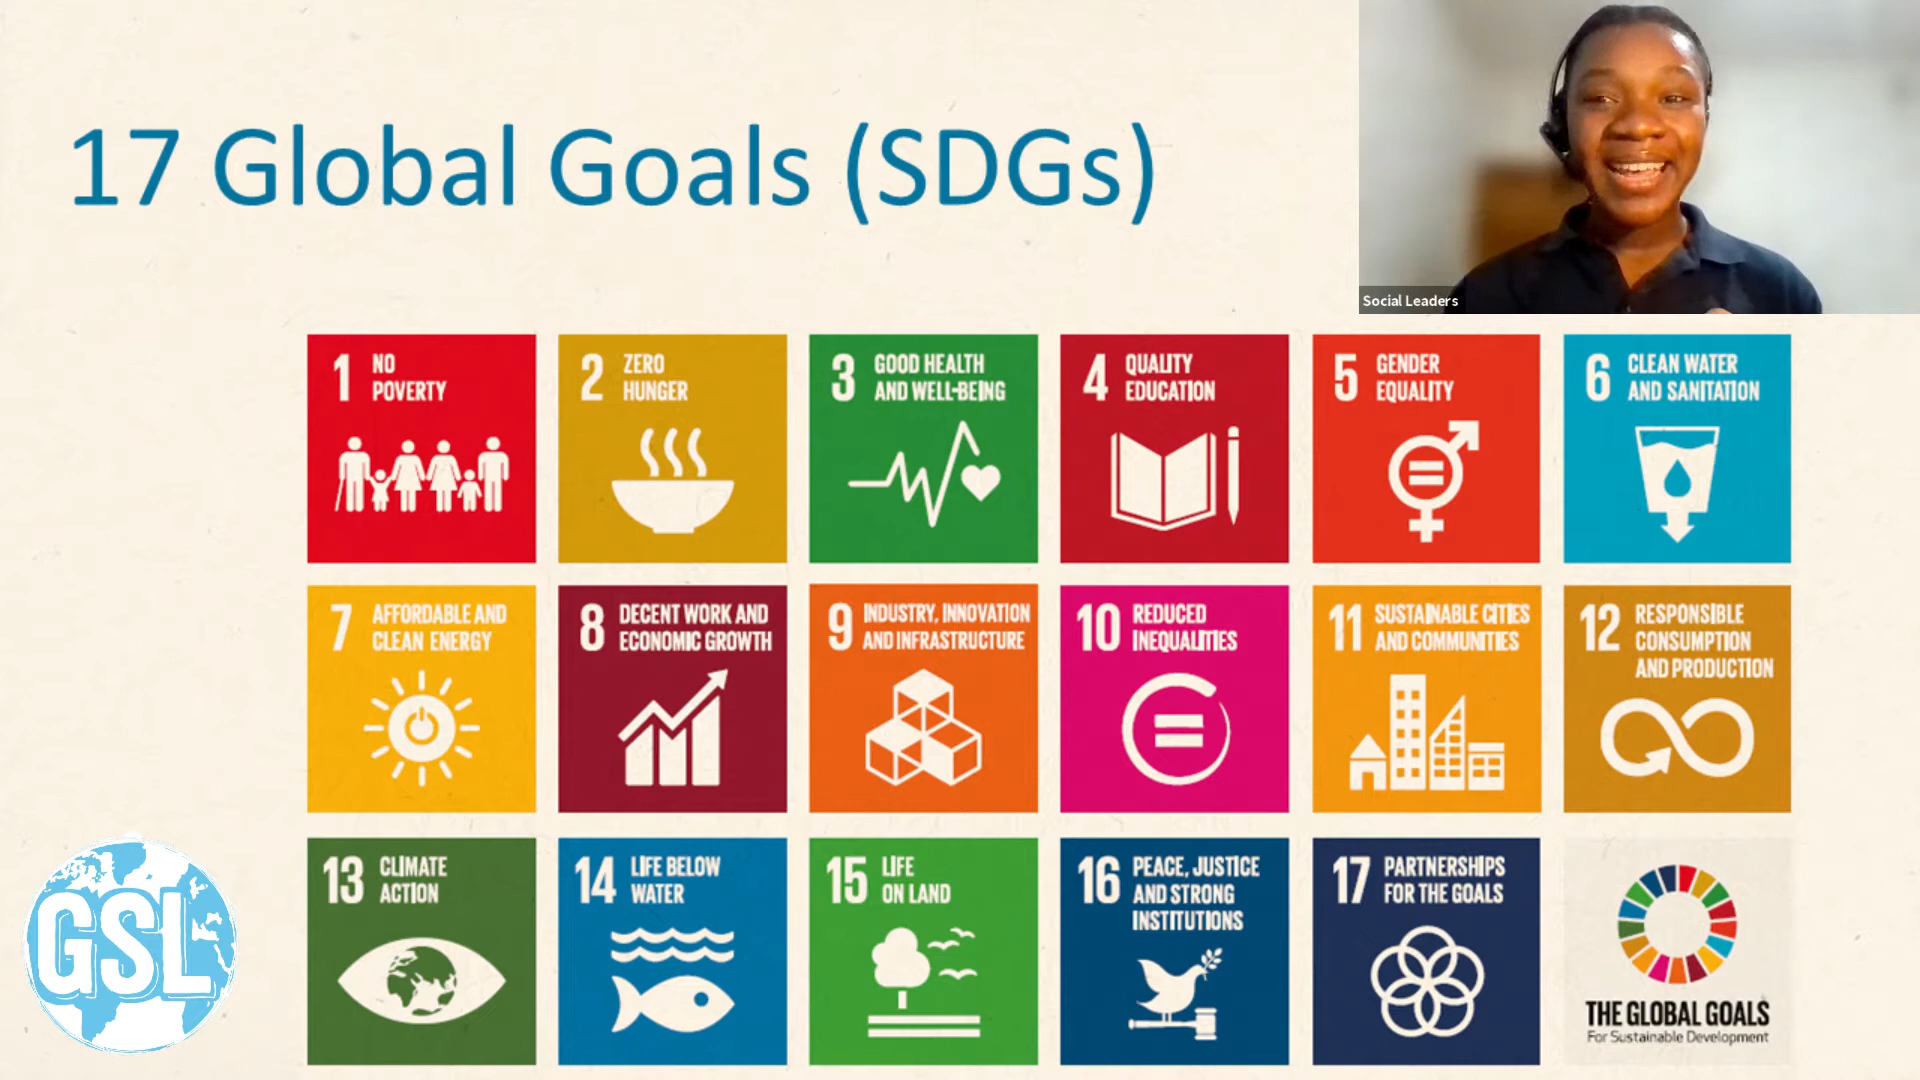 17 Global Goals (SDGs)
Social Leaders
1 NO
POVERTY
2 ZERO
HUNGER
3 GOOD HEALTH
AND WELL-BEING
4 QUALITY
EDUCATION
5 GENDER
EQUALITY
6 CLEAN WATER
AND SANITATION
7 AFFORDABLE AND
CLEAN ENERGY
8 DECENT WORK AND
ECONOMIC GROWTH
9 INDUSTRY, INNOVATION
AND INFRASTRUCTURE
10 REDUCED
INEQUALITIES
11 SUSTAINABLE CITIES
AND COMMUNITIES
12 RESPONSIBLE
CONSUMPTION
AND PRODUCTION
13 CLIMATE
ACTION
14 LIFE BELOW
WATER
15 LIFE
ON LAND
16 PEACE, JUSTICE
AND STRONG
INSTITUTIONS
17 PARTNERSHIPS
FOR THE GOALS
THE GLOBAL GOALS
For Sustainable Development
GSL